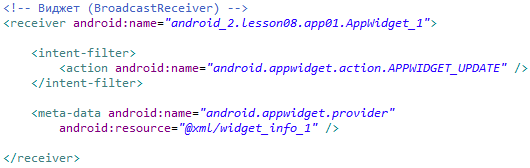 <!-- Виджет (BroadcastReceiver) -->
<receiver android:name="android_2.lesson08.app01.AppWidget_1">
<intent-filter>
<action android:name="android.appwidget.action.APPWIDGET_UPDATE" />
</intent-filter>
<meta-data android:name="android.appwidget.provider"
android:resource="@xml/widget_info_1" />
</receiver>